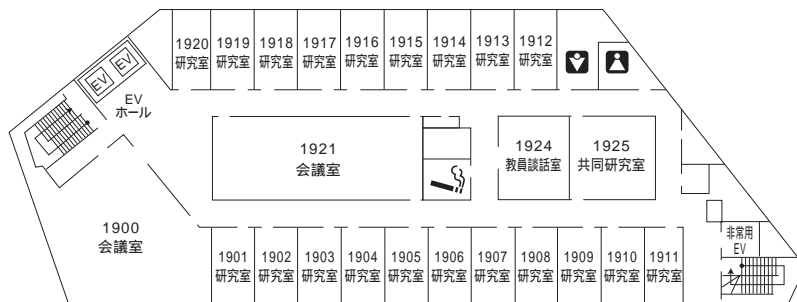 1920
研究室
1919
研究室
1918
研究室
1917
研究室
1916
研究室
1915
研究室
1914
研究室
1913
研究室
1912
研究室
EV
EV
EV
ホール
1921
会議室
1924
教員談話室
1925
共同研究室
1900
会議室
非常用
EV
1901
研究室
1902
研究室
1903
研究室
1904
研究室
1905
研究室
1906
研究室
1907
研究室
1908
研究室
1909
研究室
1910
研究室
1911
研究室